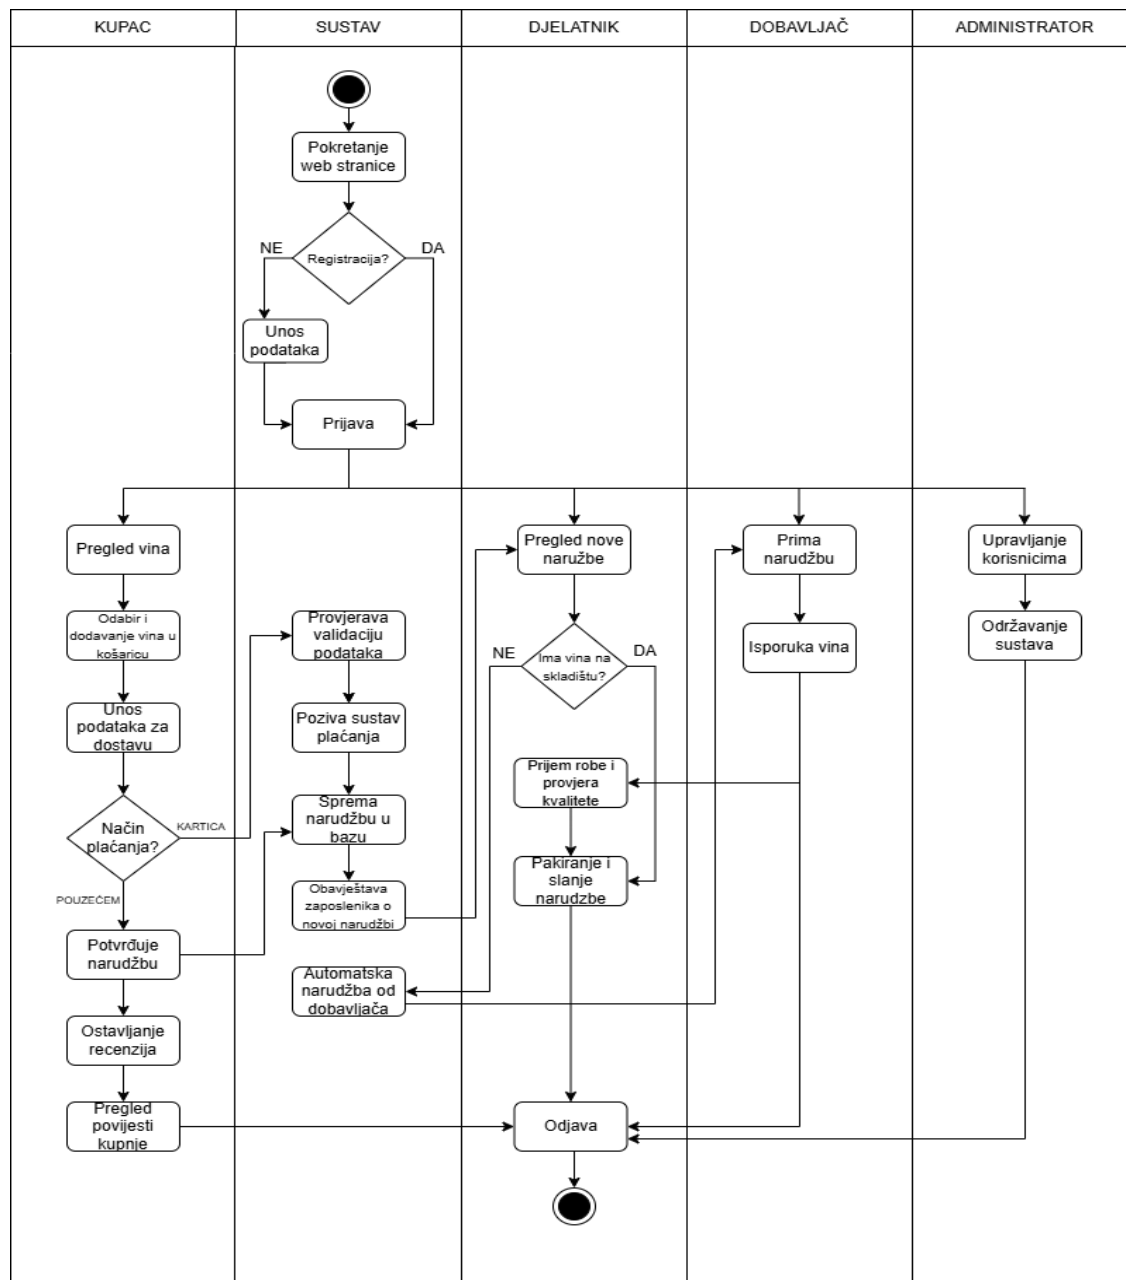 KUPAC
SUSTAV
DJELATNIK
DOBAVLJAČ
ADMINISTRATOR
Pokretanje
web stranice
NE
DA
Registracija?
Unos
podataka
Prijava
Pregled vina
Pregled nove
naružbe
Prima
narudžbu
Upravljanje
korisnicima
Odabir i
dodavanje vina u
košaricu
Provjerava
validaciju
podataka
NE
DA
Ima vina na
skladištu?
Isporuka vina
Održavanje
sustava
Unos
podataka za
dostavu
Poziva sustav
plaćanja
Prijem robe i
provjera
kvalitete
Način
plaćanja?
KARTICA
Sprema
narudžbu u
bazu
POUZEĆEM
Obavještava
zaposlenika o
novoj narudžbi
Pakiranje i
slanje
narudzbe
Potvrđuje
narudžbu
Automatska
narudžba od
dobavljača
Ostavljanje
recenzija
Pregled
povijesti
kupnje
Odjava